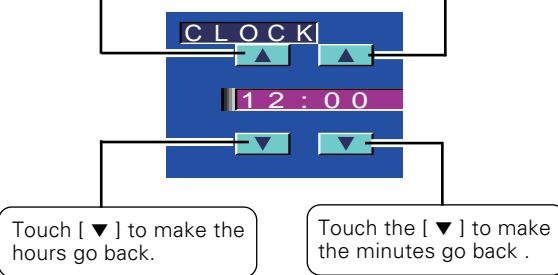 CLOCK
▲ ▲
12:00
▼ ▼
Touch [ ▼ ] to make the
hours go back.
Touch the [ ▼ ] to make
the minutes go back .